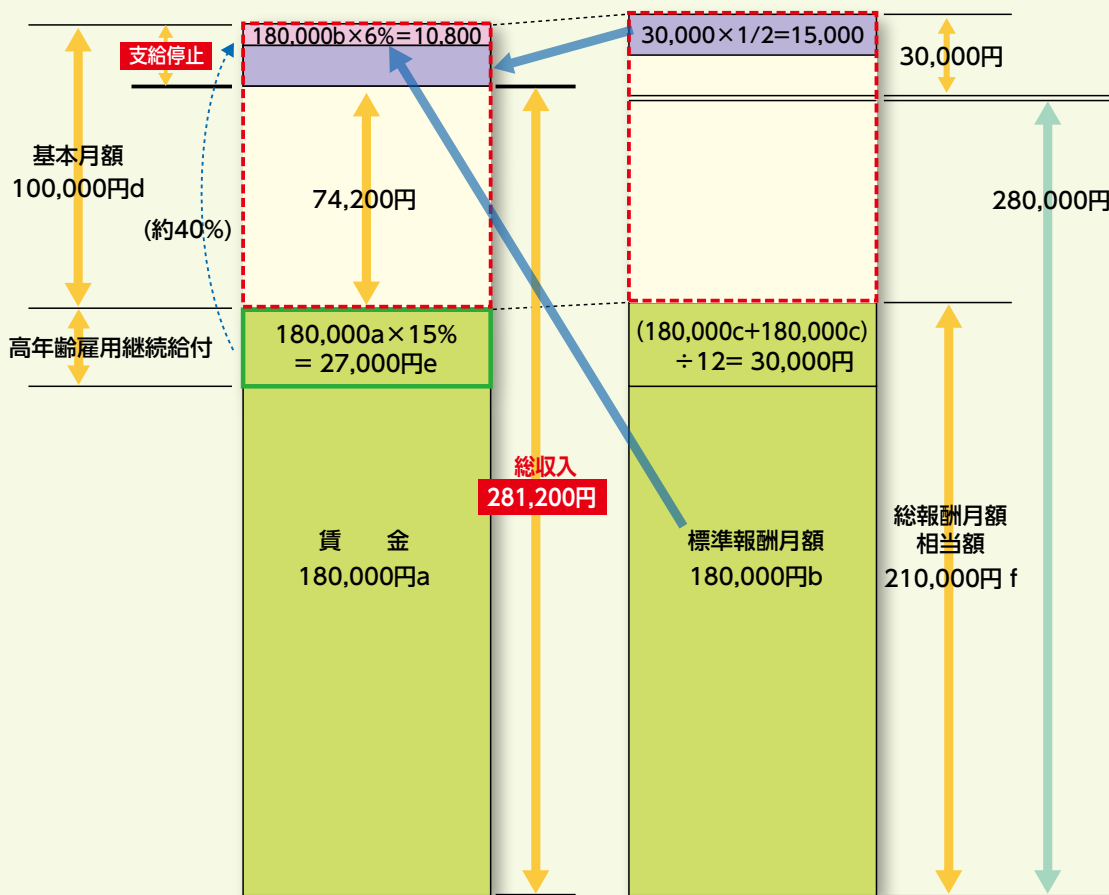 180,000b×6%=10,800
支給停止
基本月額
100,000円d
(約40%)
74,200円
高年齢雇用継続給付
180,000a×15%
= 27,000円e
賃　金
180,000円a
総収入
281,200円
30,000×1/2=15,000
30,000円
280,000円
(180,000c+180,000c)
÷12= 30,000円
標準報酬月額
180,000円b
総報酬月額
相当額
210,000円 f